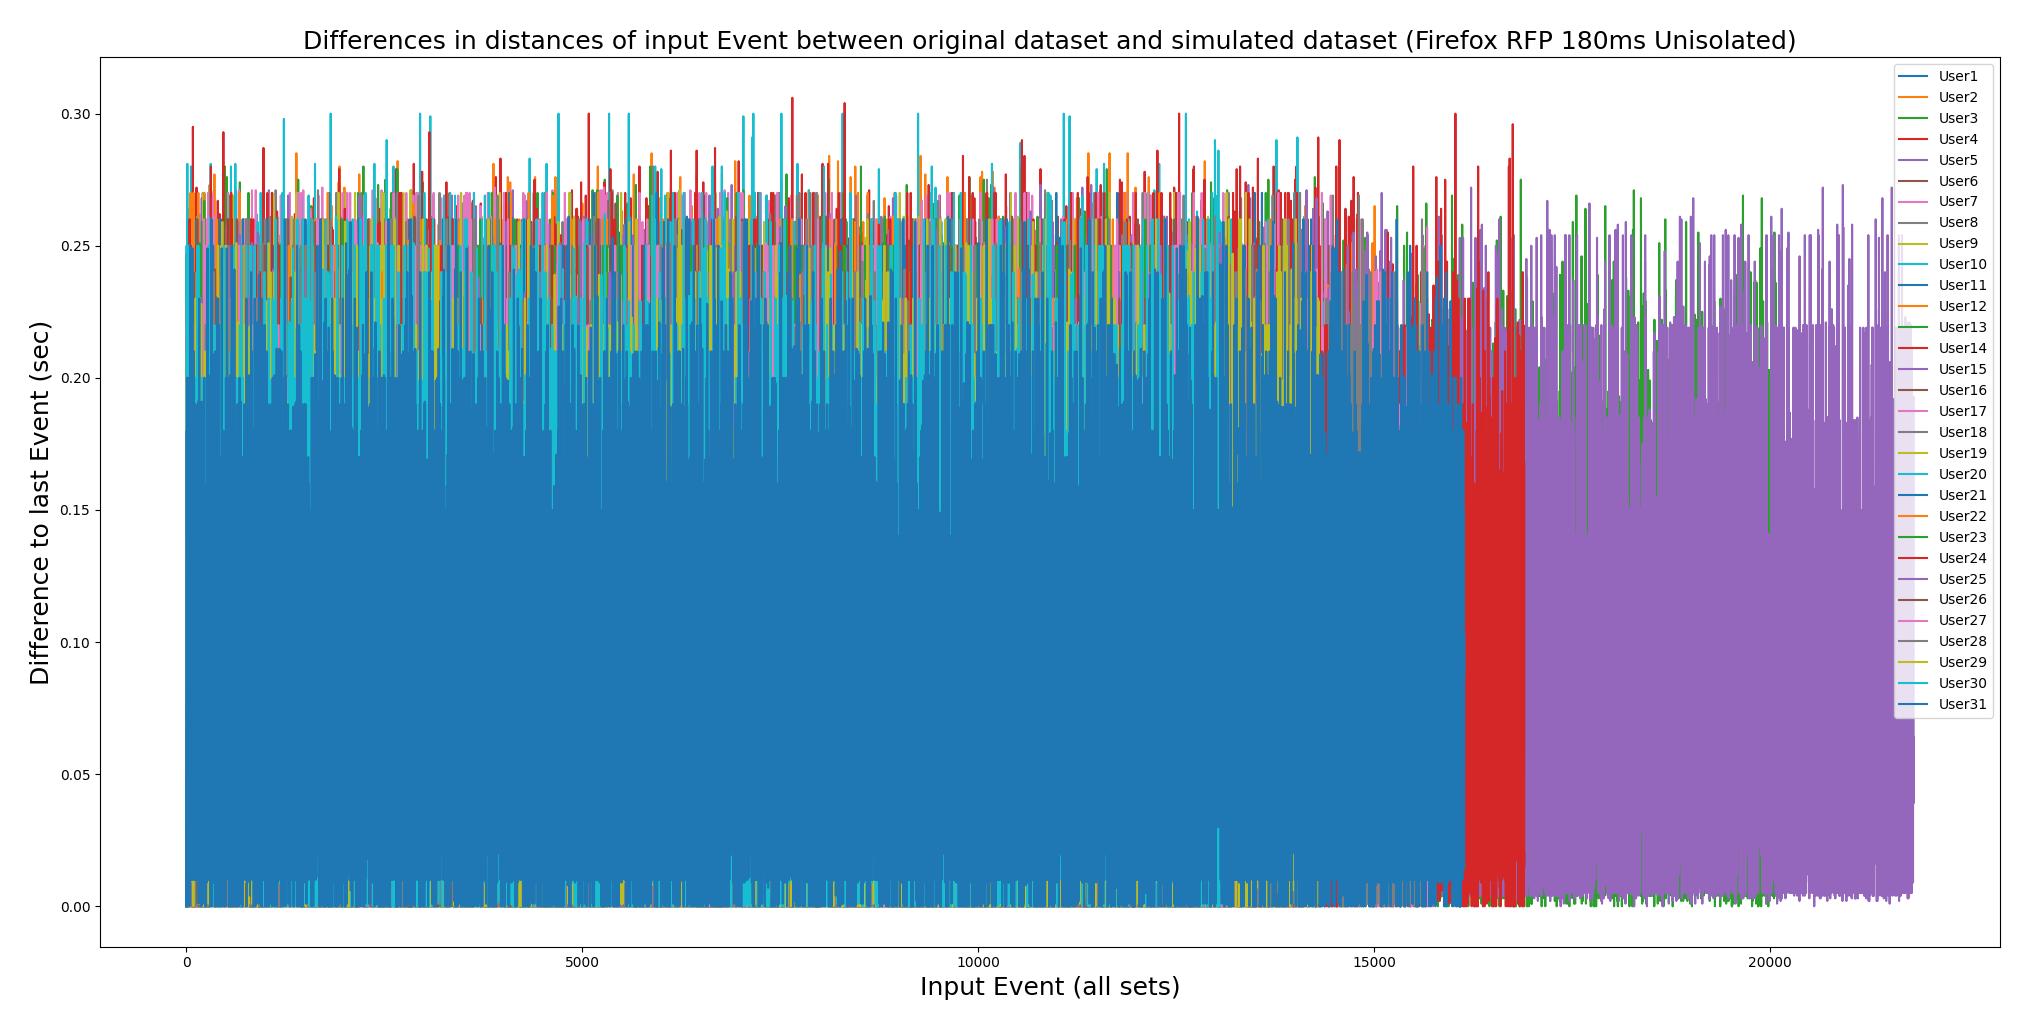 Differences in distances of input Event between original dataset and simulated dataset (Firefox RFP 180ms Unisolated)
Difference to last Event (sec)
0.30
0.25
0.20
0.15
0.10
0.05
0.00
0
5000
10000
15000
20000
Input Event (all sets)
User1
User2
User3
User4
User5
User6
User7
User8
User9
User10
User11
User12
User13
User14
User15
User16
User17
User18
User19
User20
User21
User22
User23
User24
User25
User26
User27
User28
User29
User30
User31